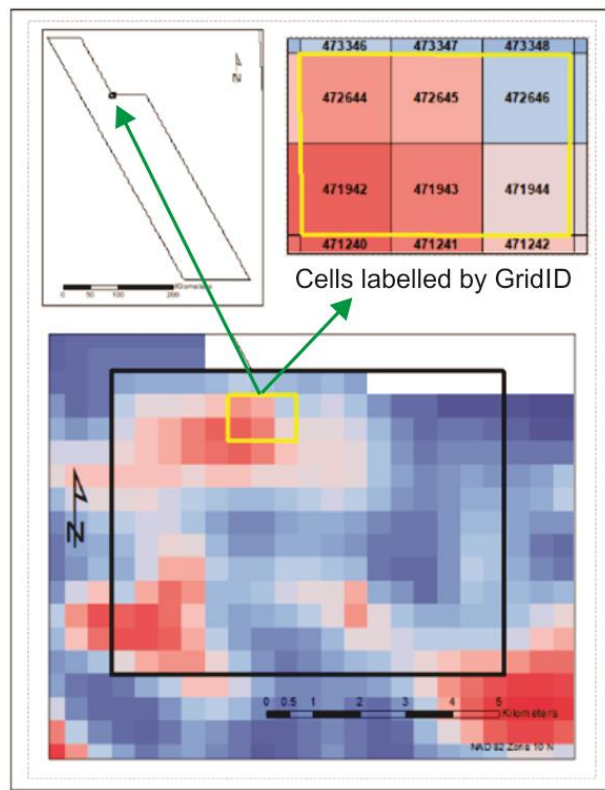 N
0 50 100 200
Kilometers
473346 473347 473348
472644 472645 472646
471942 471943 471944
471240 471241 471242
Cells labelled by GridID
N
0 0.5 1 2 3 4 5
Kilometers
NAD 82 Zone 10 N